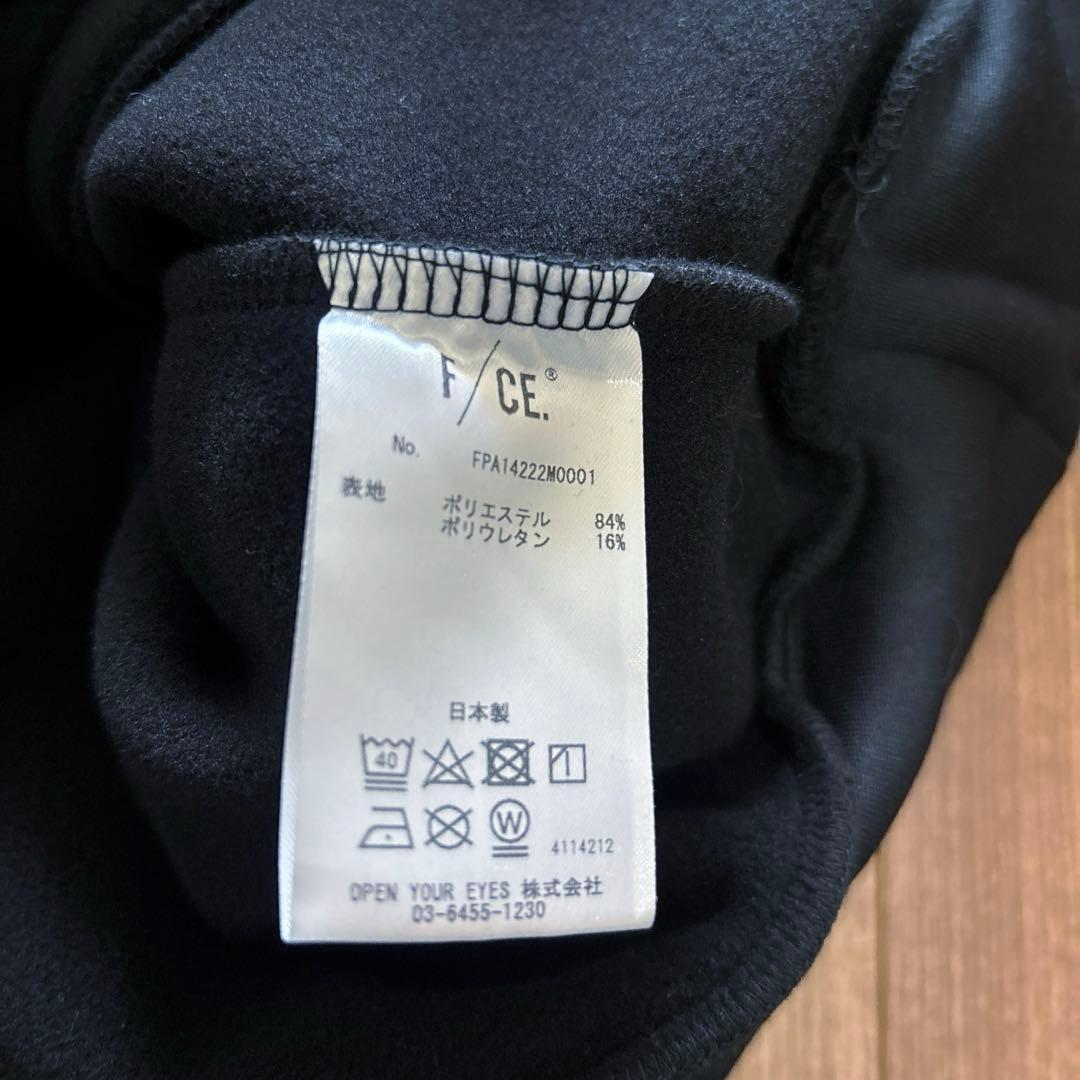 F/CE.®
No. FPA14222M0001
表地 ポリエステル 84%
ポリウレタン 16%
日本製
40
W
4114212
OPEN YOUR EYES 株式会社
03-6455-1230